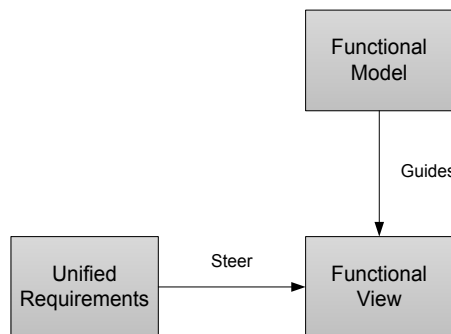 Functional
Model
Guides
Steer
Unified
Requirements
Functional
View